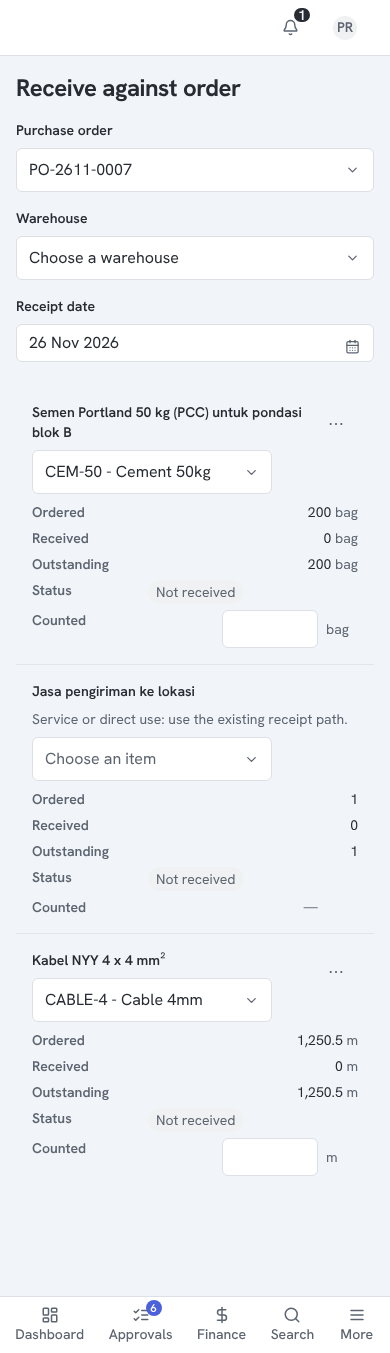 1
PR
Receive against order
Purchase order
PO-2611-0007
Warehouse
Choose a warehouse
Receipt date
26 Nov 2026
Semen Portland 50 kg (PCC) untuk pondasi
blok B
...
CEM-50 - Cement 50kg
Ordered 200 bag
Received 0 bag
Outstanding 200 bag
Status Not received
Counted bag
Jasa pengiriman ke lokasi
Service or direct use: use the existing receipt path.
Choose an item
Ordered 1
Received 0
Outstanding 1
Status Not received
Counted —
Kabel NYY 4 x 4 mm²
...
CABLE-4 - Cable 4mm
Ordered 1,250.5 m
Received 0 m
Outstanding 1,250.5 m
Status Not received
Counted m
6
Dashboard Approvals Finance Search More